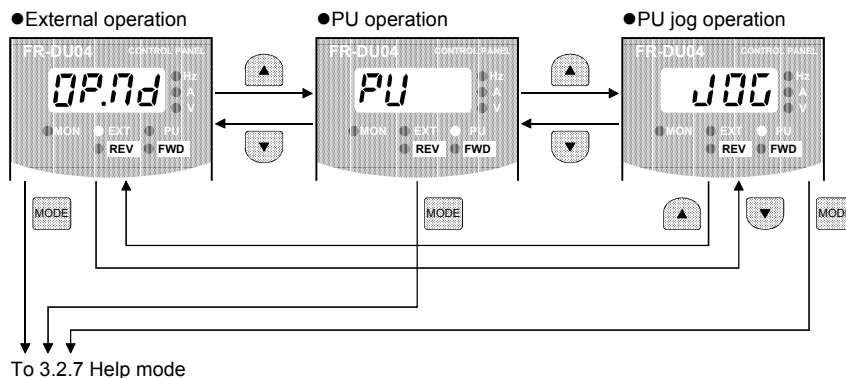 ●External operation
●PU operation
●PU jog operation
FR-DU04 CONTROL PANEL
OP.nd
Hz
A
V
MON EXT PU
REV FWD
FR-DU04 CONTROL PANEL
PU
Hz
A
V
MON EXT PU
REV FWD
FR-DU04 CONTROL PANEL
JOG
Hz
A
V
MON EXT PU
REV FWD
MODE
MODE
MODE
To 3.2.7 Help mode